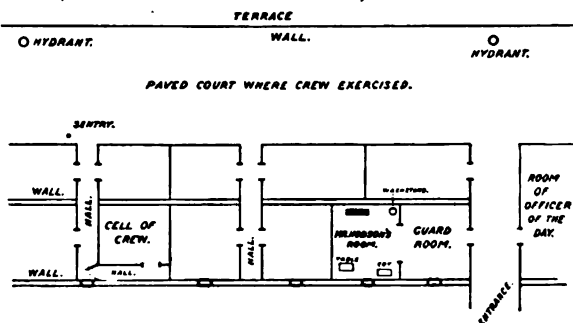 TERRACE
WALL.
HYDRANT.
HYDRANT.
PAVED COURT WHERE CREW EXERCISED.
SENTRY.
WALL.
HALL.
CELL OF
CREW.
HALL.
WALL.
HALL.
WASHSTAND.
MR.HOBSON'S
ROOM.
TABLE
COT
GUARD
ROOM.
ROOM
OF
OFFICER
OF THE
DAY.
ENTRANCE.